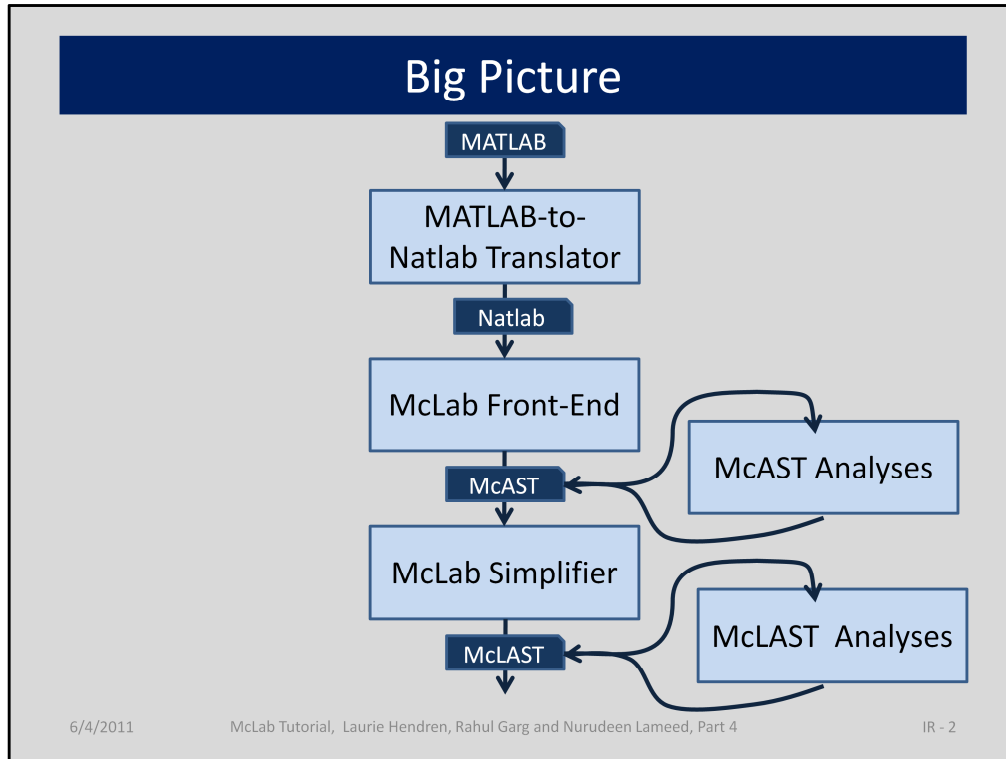 Big Picture
MATLAB
MATLAB-to-
Natlab Translator
Natlab
McLab Front-End
McAST Analyses
McAST
McLab Simplifier
McLAST Analyses
McLAST
6/4/2011
McLab Tutorial, Laurie Hendren, Rahul Garg and Nurudeen Lameed, Part 4
IR - 2